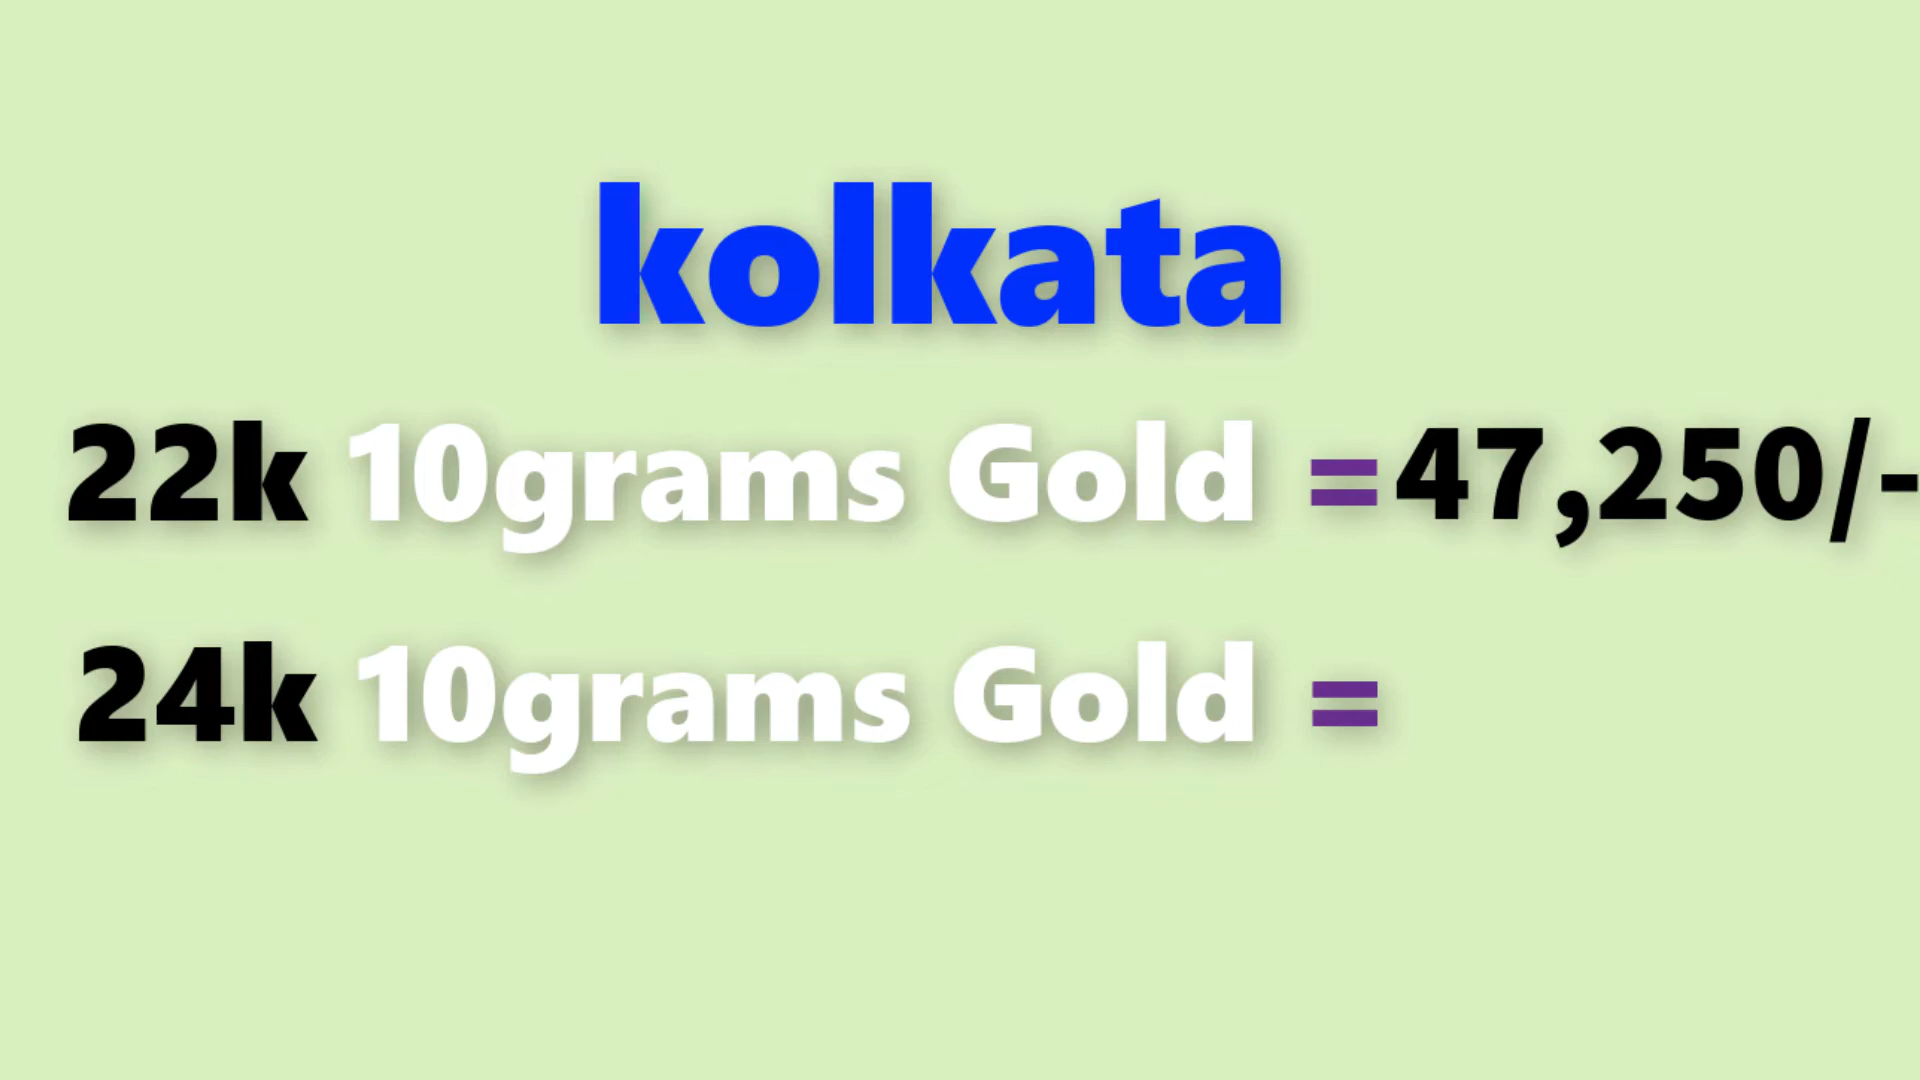 kolkata
22k 10grams Gold =47,250/-
24k 10grams Gold =